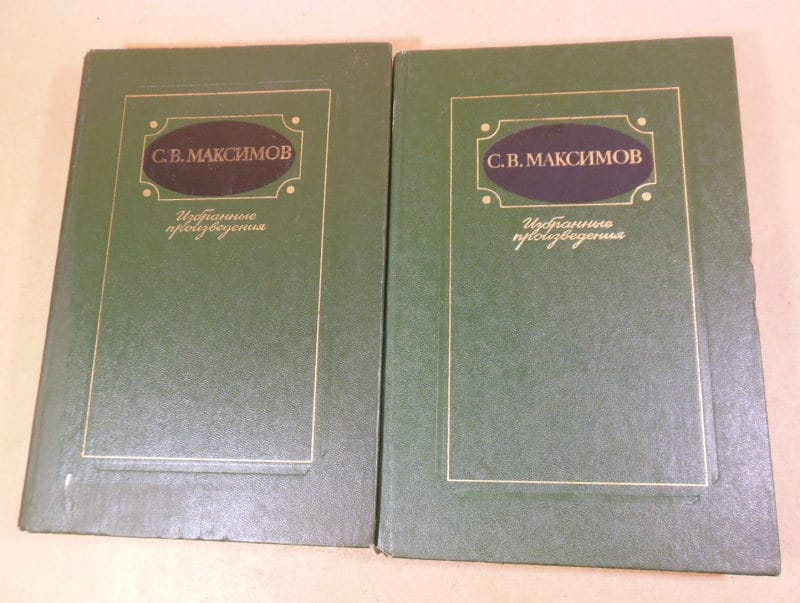 С. В. МАКСИМОВ
Избранные
произведения
С. В. МАКСИМОВ
Избранные
произведения